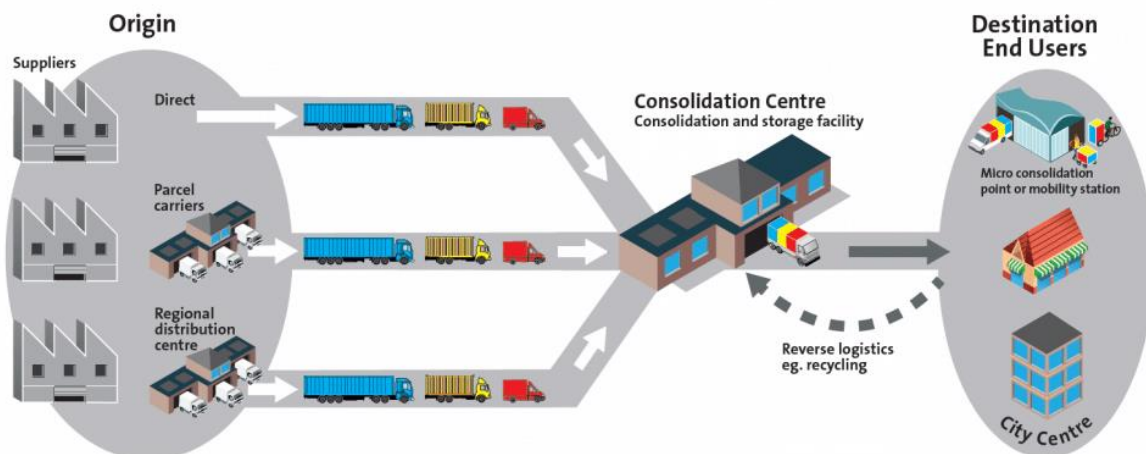 Origin
Suppliers
Direct
Parcel
carriers
Regional
distribution
centre
Consolidation Centre
Consolidation and storage facility
Reverse logistics
eg. recycling
Destination
End Users
Micro consolidation
point or mobility station
City Centre